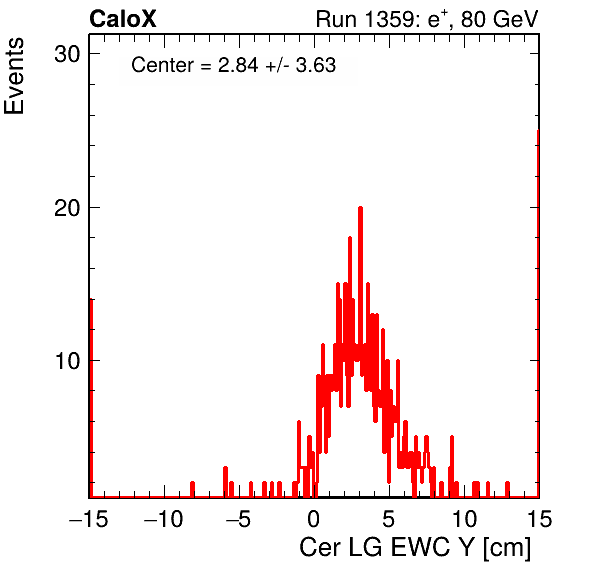 CaloX Run 1359: e⁺, 80 GeV
Center = 2.84 +/- 3.63
Events
30
20
10
−15 −10 −5 0 5 10 15
Cer LG EWC Y [cm]